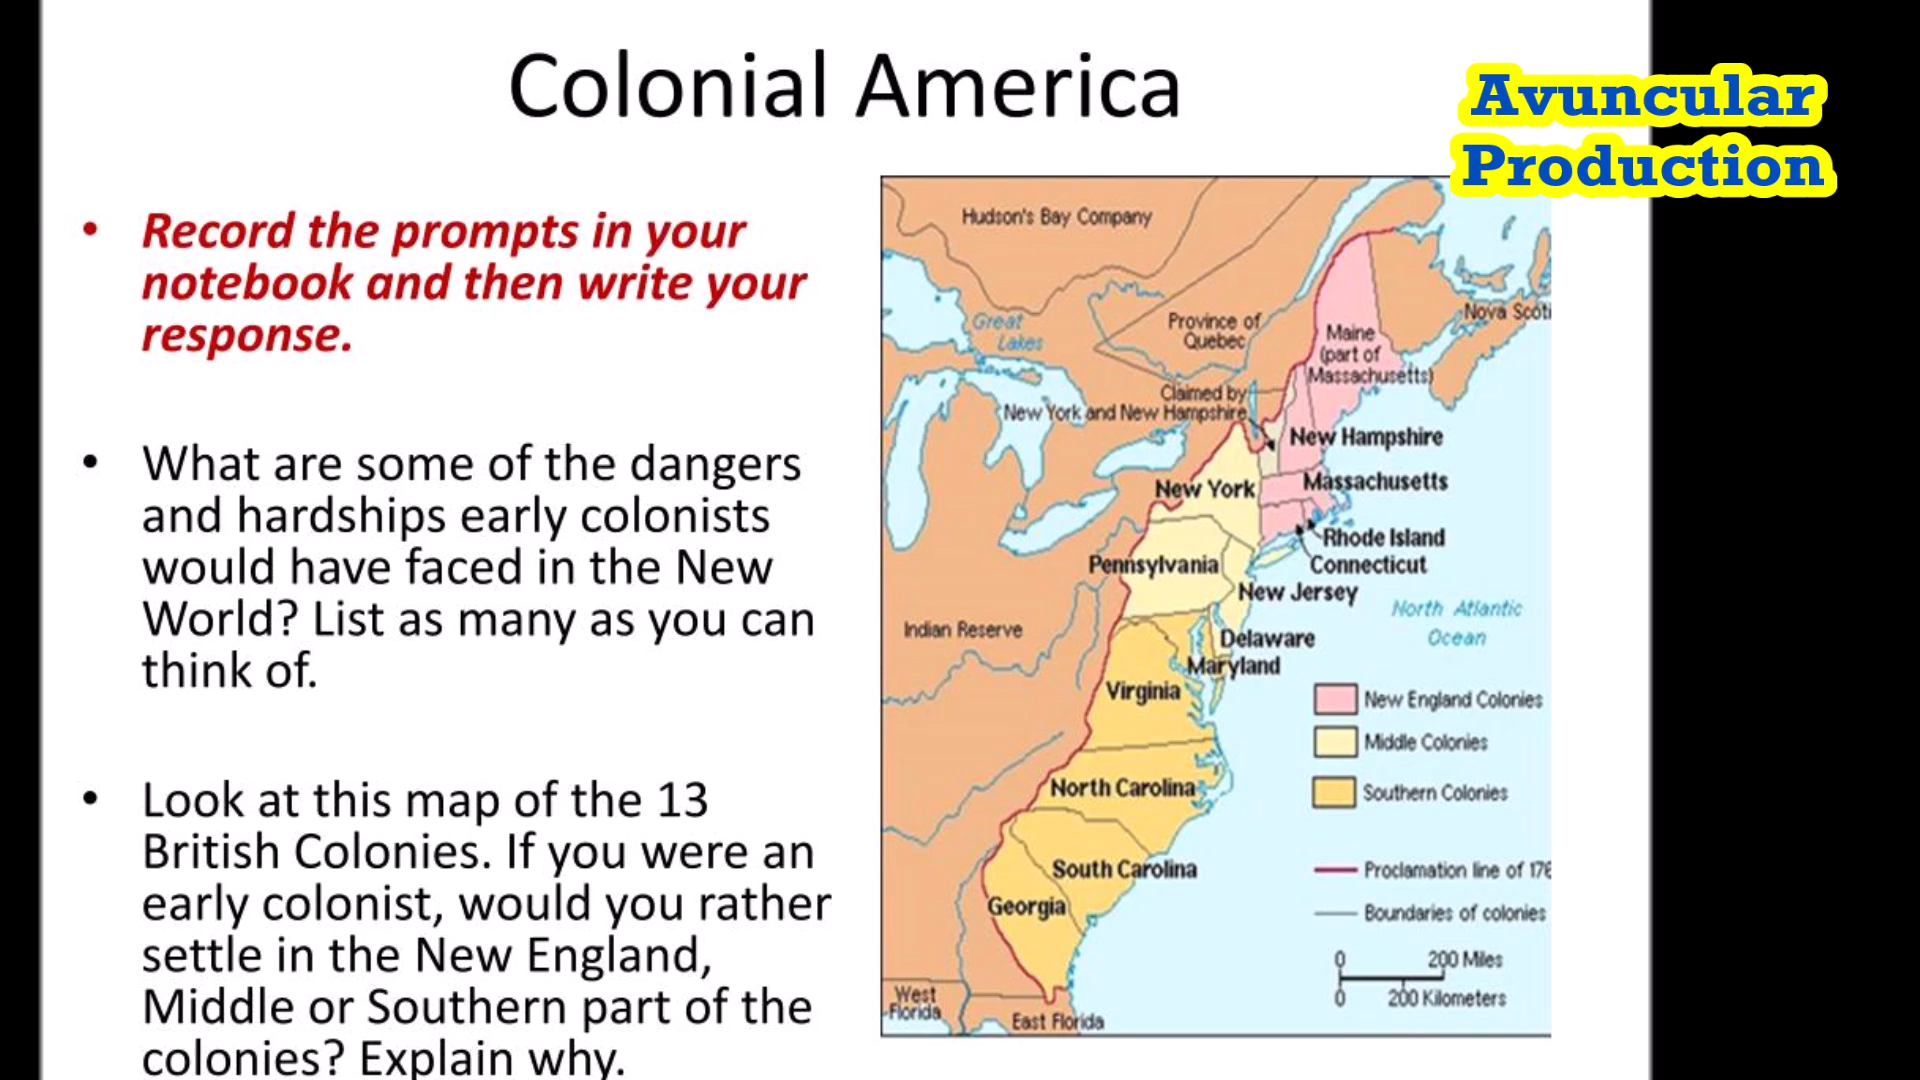 Colonial America
Avuncular
Production
• Record the prompts in your
notebook and then write your
response.
• What are some of the dangers
and hardships early colonists
would have faced in the New
World? List as many as you can
think of.
• Look at this map of the 13
British Colonies. If you were an
early colonist, would you rather
settle in the New England,
Middle or Southern part of the
colonies? Explain why.
Hudson's Bay Company
Great
Lakes
Province of
Quebec
Nova Scoti
Maine
(part of
Massachusetts)
Claimed by
New York and New Hampshire
New Hampshire
Massachusetts
New York
Rhode Island
Connecticut
Pennsylvania
New Jersey
North Atlantic
Ocean
Indian Reserve
Delaware
Maryland
Virginia
New England Colonies
Middle Colonies
Southern Colonies
North Carolina
South Carolina
Georgia
Proclamation line of 176
Boundaries of colonies
0 200 Miles
0 200 Kilometers
West
Florida
East Florida